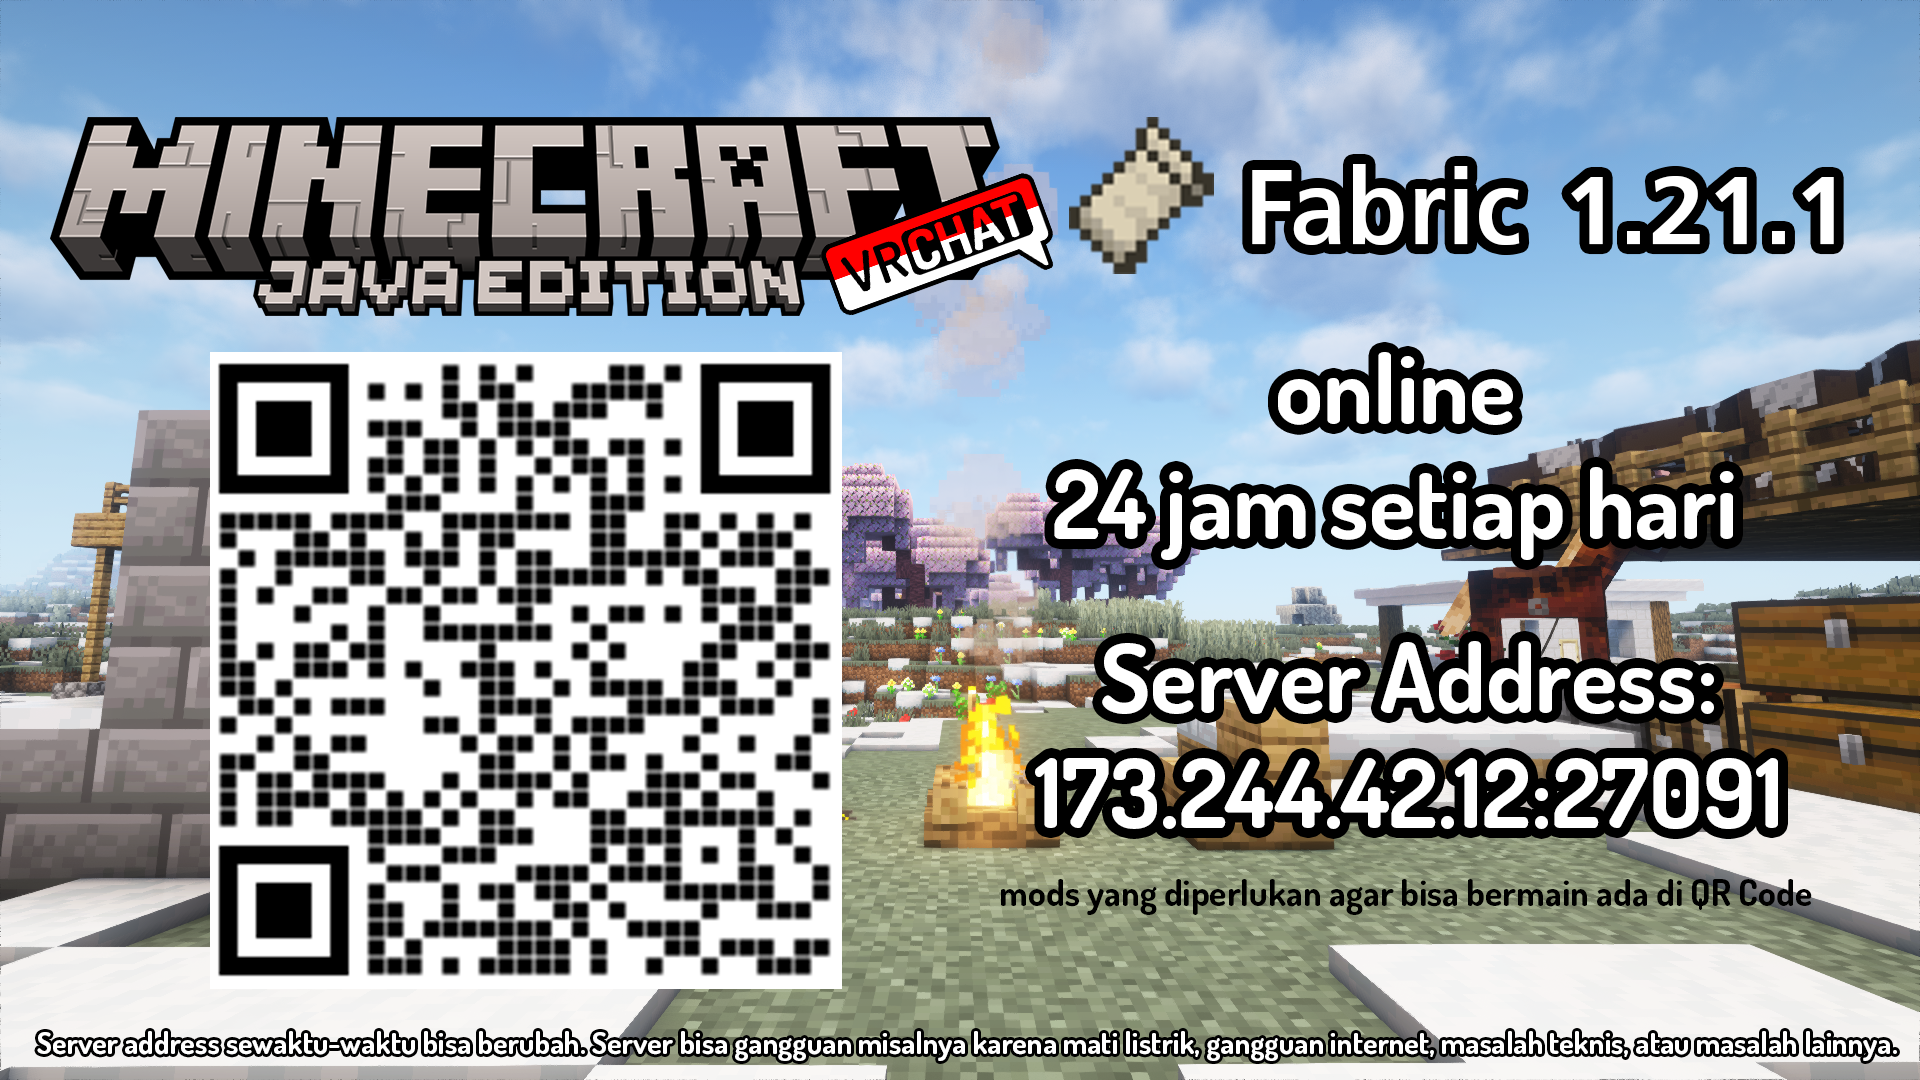 MINECRAFT
JAVA EDITION
VRCHAT
Fabric 1.21.1
online
24 jam setiap hari
Server Address:
173.244.42.12:27091
mods yang diperlukan agar bisa bermain ada di QR Code
Server address sewaktu-waktu bisa berubah. Server bisa gangguan misalnya karena mati listrik, gangguan internet, masalah teknis, atau masalah lainnya.